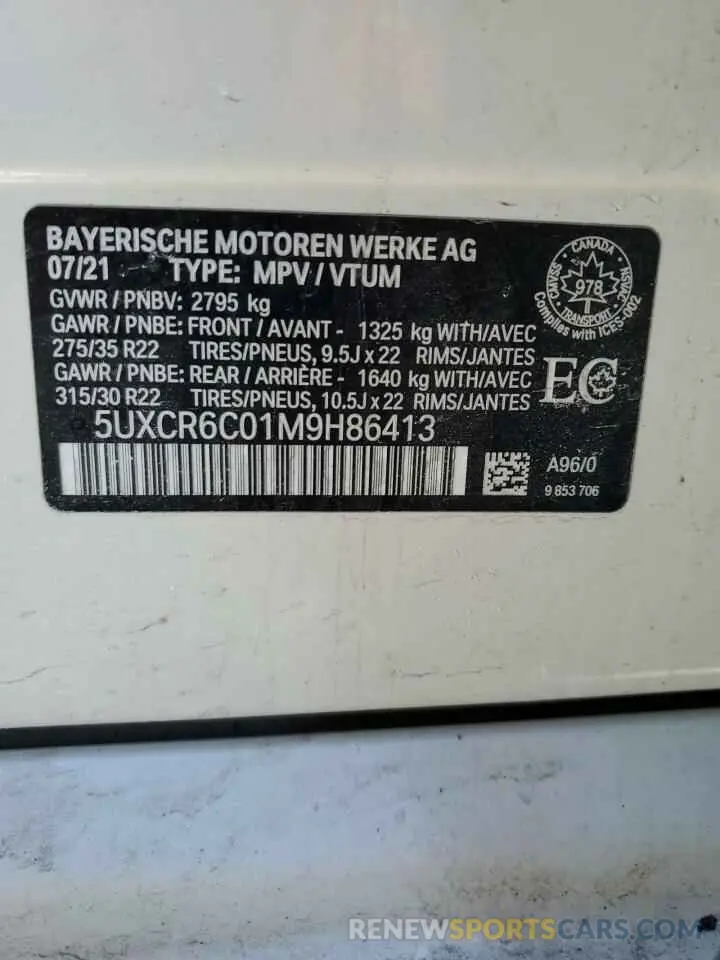 BAYERISCHE MOTOREN WERKE AG
07/21 TYPE: MPV / VTUM
GVWR / PNBV: 2795 kg
GAWR / PNBE: FRONT / AVANT - 1325 kg WITH/AVEC
275/35 R22 TIRES/PNEUS, 9.5J x 22 RIMS/JANTES
GAWR / PNBE: REAR / ARRIÈRE - 1640 kg WITH/AVEC
315/30 R22 TIRES/PNEUS, 10.5J x 22 RIMS/JANTES
CANADA
CMVSS · NSVAC
978
TRANSPORT
Complies with ICES-002
EC
5UXCR6C01M9H86413
A96/0
9 853 706
RENEWSPORTSCARS.COM